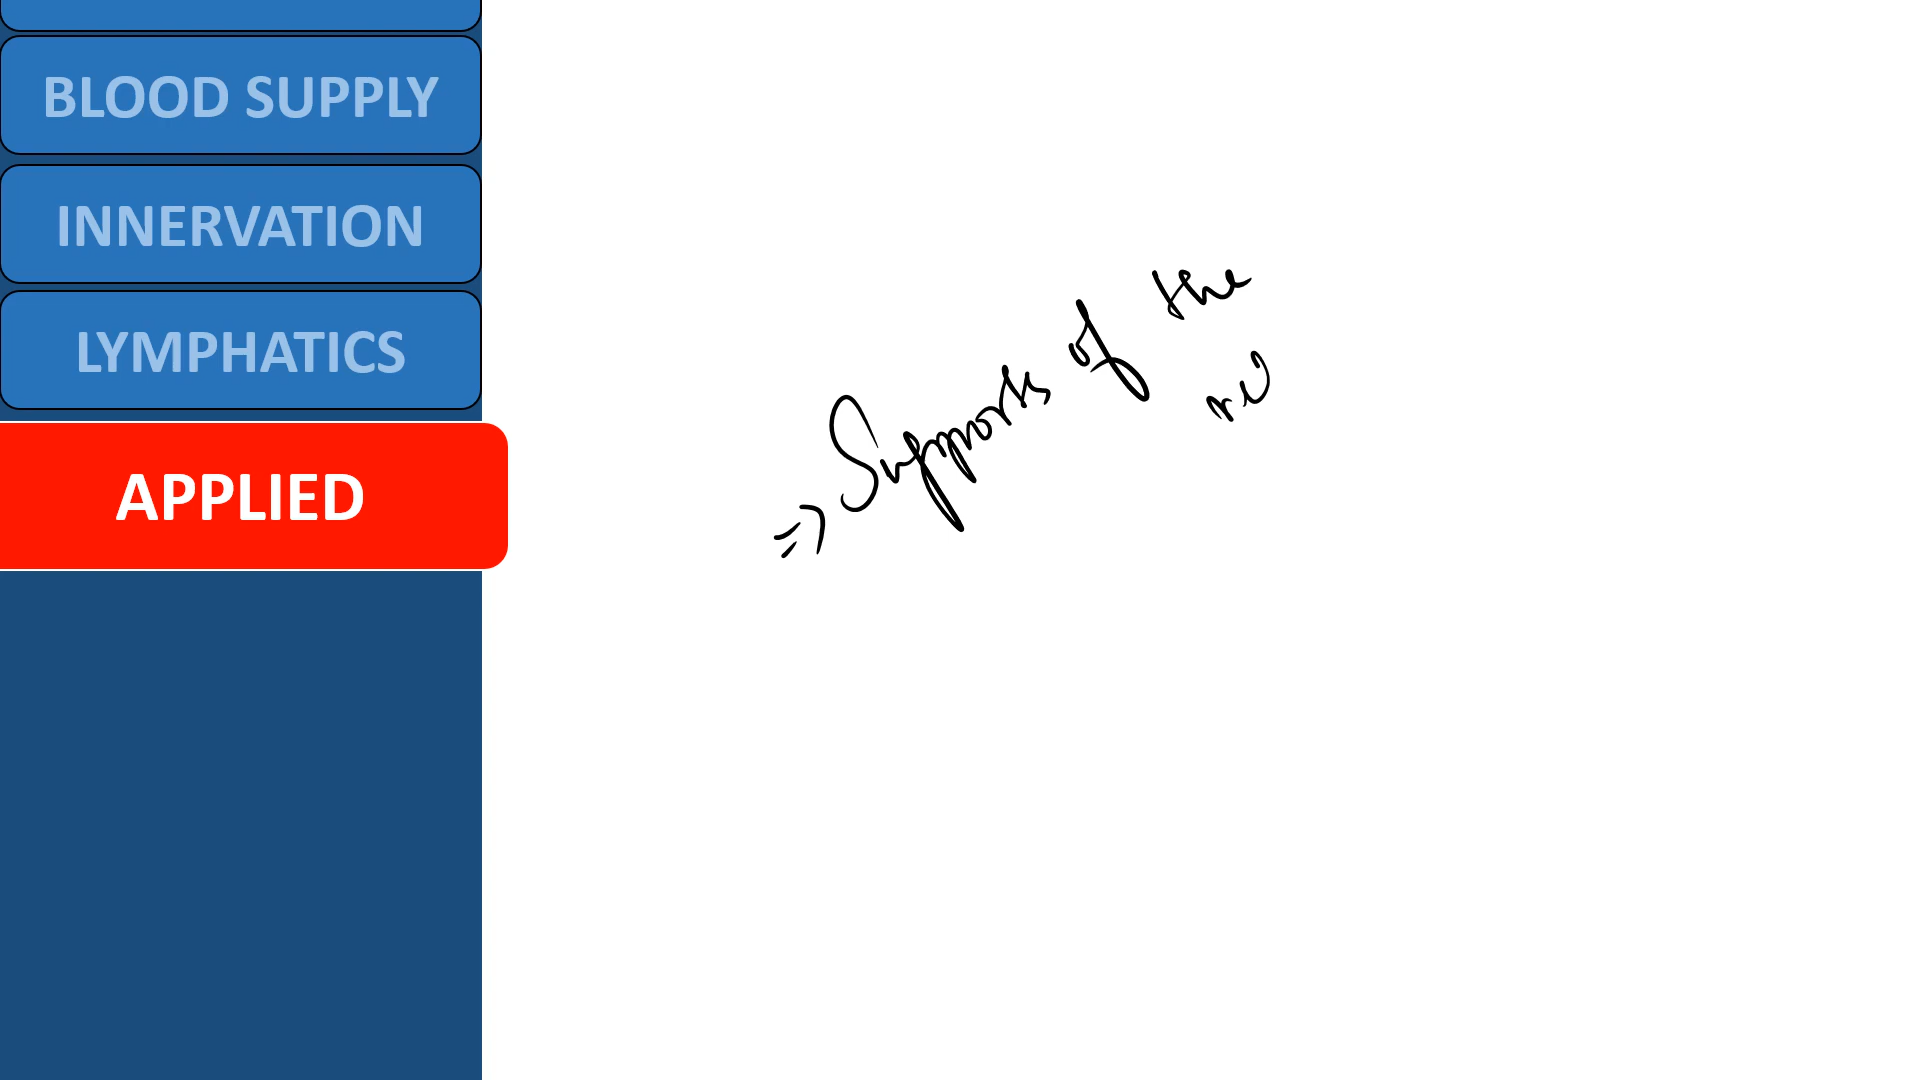 BLOOD SUPPLY
INNERVATION
LYMPHATICS
APPLIED
⇒ Supports of the